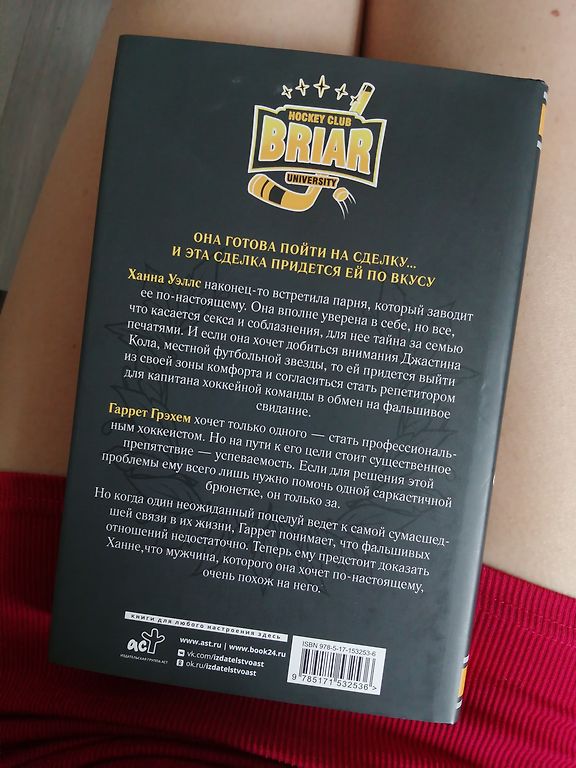 HOCKEY CLUB
BRIAR
UNIVERSITY
ОНА ГОТОВА ПОЙТИ НА СДЕЛКУ...
И ЭТА СДЕЛКА ПРИДЕТСЯ ЕЙ ПО ВКУСУ
Ханна Уэллс наконец-то встретила парня, который заводит
ее по-настоящему. Она вполне уверена в себе, но все,
что касается секса и соблазнения, для нее тайна за семью
печатями. И если она хочет добиться внимания Джастина
Кола, местной футбольной звезды, то ей придется выйти
из своей зоны комфорта и согласиться стать репетитором
для капитана хоккейной команды в обмен на фальшивое
свидание.
Гаррет Грэхем хочет только одного — стать профессиональ-
ным хоккеистом. Но на пути к его цели стоит существенное
препятствие — успеваемость. Если для решения этой
проблемы ему всего лишь нужно помочь одной саркастичной
брюнетке, он только за.
Но когда один неожиданный поцелуй ведет к самой сумасшед-
шей связи в их жизни, Гаррет понимает, что фальшивых
отношений недостаточно. Теперь ему предстоит доказать
Ханне,что мужчина, которого она хочет по-настоящему,
очень похож на него.
книги для любого настроения здесь
аст
ИЗДАТЕЛЬСКАЯ ГРУППА АСТ
www.ast.ru | www.book24.ru
vk.com/izdatelstvoast
ok.ru/izdatelstvoast
ISBN 978-5-17-153253-6
9 785171 532536 >